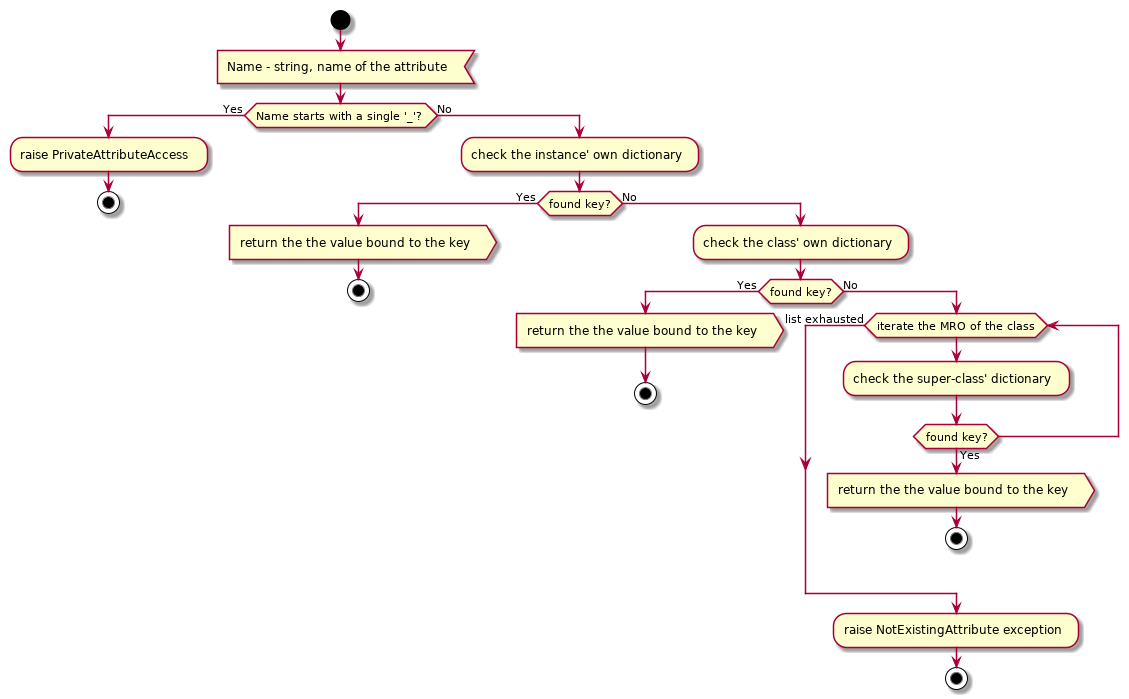 Name - string, name of the attribute
Yes
Name starts with a single '_'?
No
raise PrivateAttributeAccess
check the instance' own dictionary
Yes
found key?
No
return the the value bound to the key
check the class' own dictionary
Yes
found key?
No
return the the value bound to the key
list exhausted
iterate the MRO of the class
check the super-class' dictionary
found key?
Yes
return the the value bound to the key
raise NotExistingAttribute exception